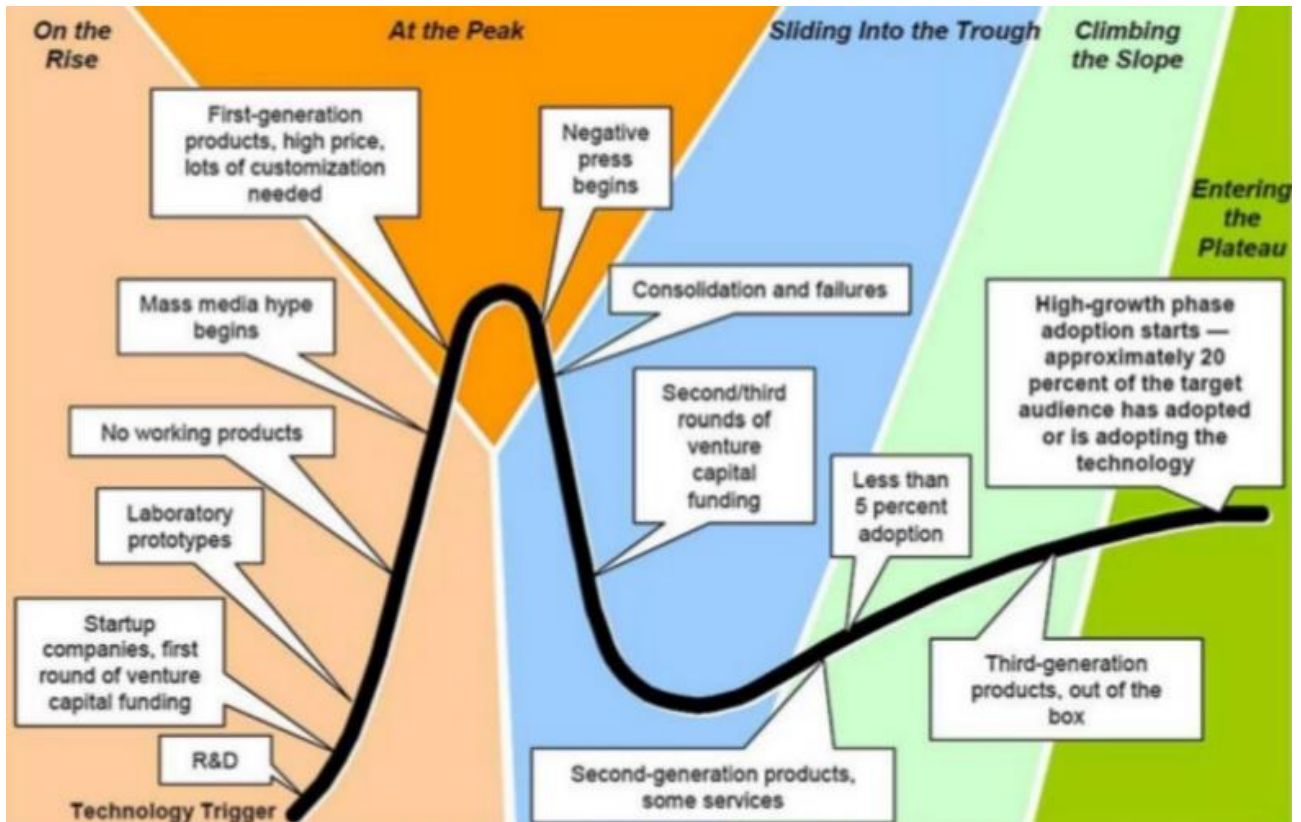 On the
Rise
At the Peak
Sliding Into the Trough
Climbing
the Slope
Entering
the
Plateau
First-generation
products, high price,
lots of customization
needed
Negative
press
begins
Mass media hype
begins
Consolidation and failures
High-growth phase
adoption starts —
approximately 20
percent of the target
audience has adopted
or is adopting the
technology
No working products
Second/third
rounds of
venture
capital
funding
Less than
5 percent
adoption
Laboratory
prototypes
Startup
companies, first
round of venture
capital funding
Third-generation
products, out of the
box
R&D
Second-generation products,
some services
Technology Trigger